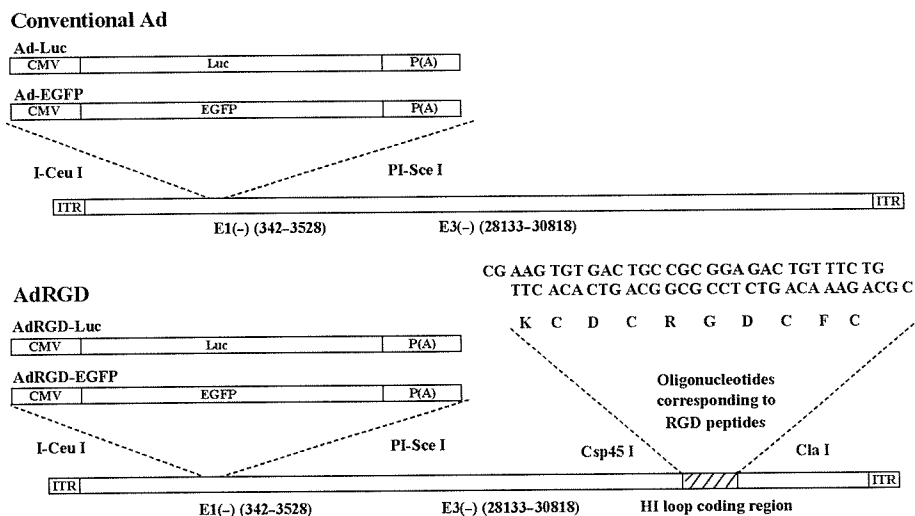 Conventional Ad
Ad-Luc
CMV Luc P(A)
Ad-EGFP
CMV EGFP P(A)
I-Ceu I PI-Sce I
ITR ITR
E1(–) (342–3528) E3(–) (28133–30818)
CG AAG TGT GAC TGC CGC GGA GAC TGT TTC TG
TTC ACA CTG ACG GCG CCT CTG ACA AAG ACG C
K C D C R G D C F C
AdRGD
AdRGD-Luc
CMV Luc P(A)
AdRGD-EGFP
CMV EGFP P(A)
Oligonucleotides
corresponding to
RGD peptides
I-Ceu I PI-Sce I Csp45 I Cla I
ITR ITR
E1(–) (342–3528) E3(–) (28133–30818) HI loop coding region